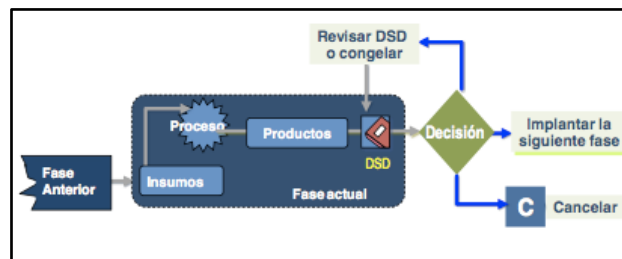 Revisar DSD
o congelar
Proceso
Productos
Decisión
Implantar la
siguiente fase
Fase
Anterior
Insumos
DSD
Fase actual
C
Cancelar